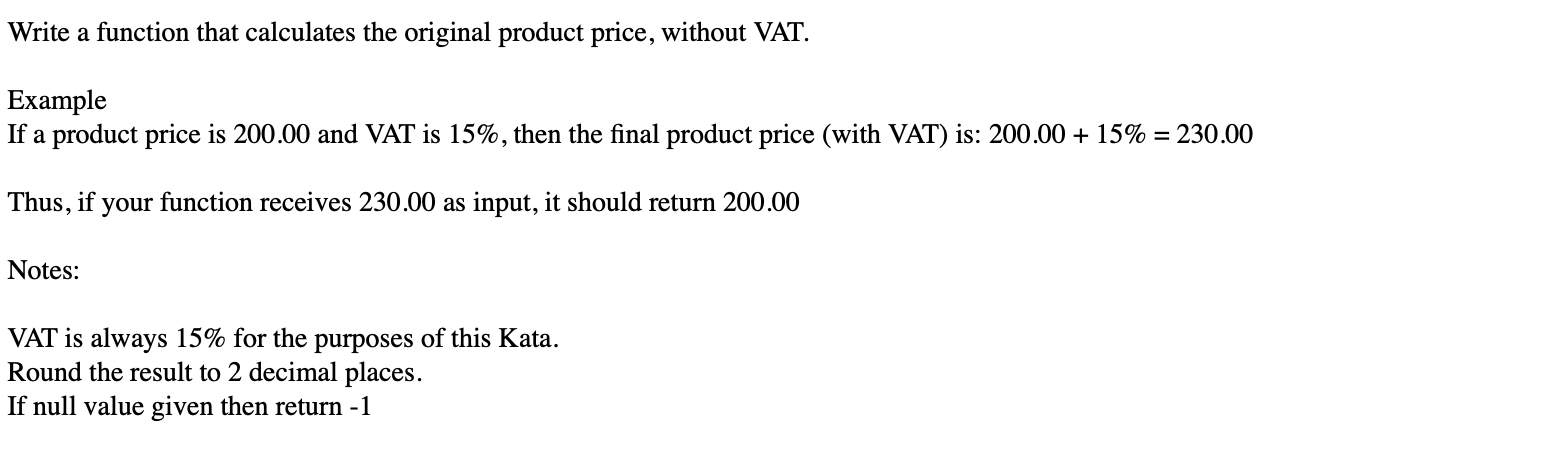 Write a function that calculates the original product price, without VAT.
Example
If a product price is 200.00 and VAT is 15%, then the final product price (with VAT) is: 200.00 + 15% = 230.00
Thus, if your function receives 230.00 as input, it should return 200.00
Notes:
VAT is always 15% for the purposes of this Kata.
Round the result to 2 decimal places.
If null value given then return -1